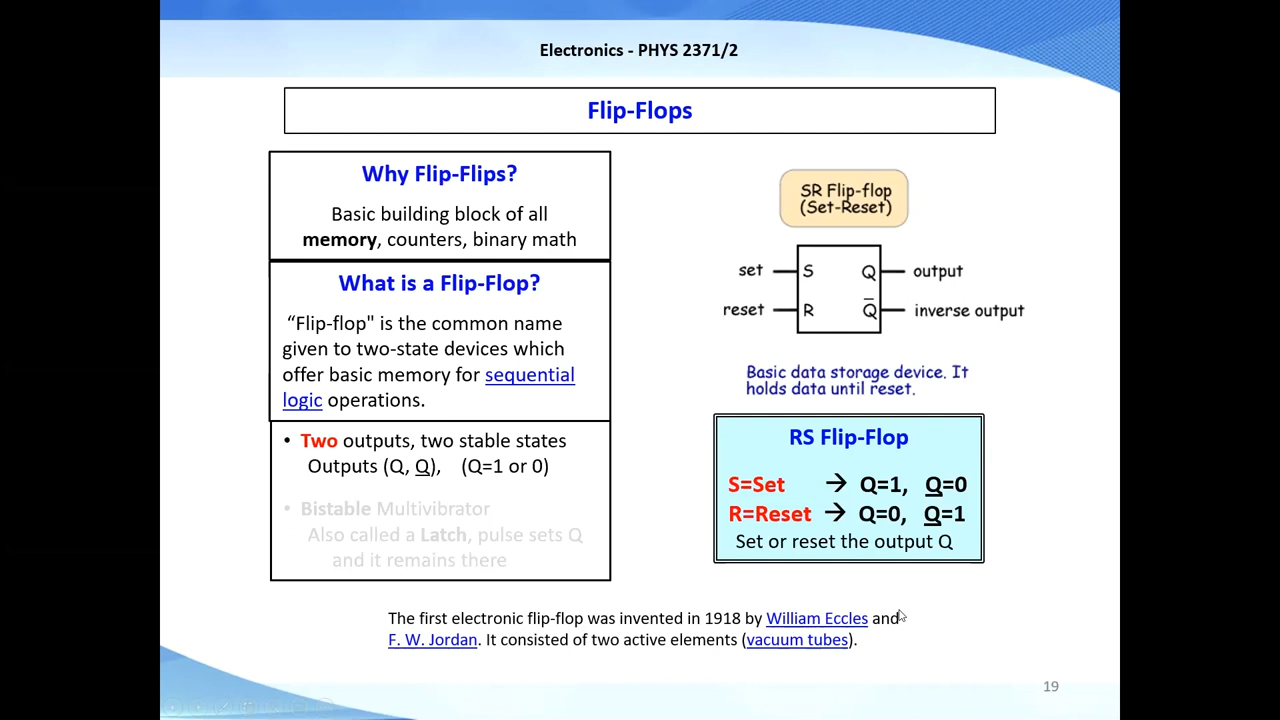 Electronics - PHYS 2371/2
Flip-Flops
Why Flip-Flips?
Basic building block of all
memory, counters, binary math
What is a Flip-Flop?
“Flip-flop" is the common name
given to two-state devices which
offer basic memory for sequential
logic operations.
• Two outputs, two stable states
Outputs (Q, Q), (Q=1 or 0)
• Bistable Multivibrator
Also called a Latch, pulse sets Q
and it remains there
SR Flip-flop
(Set-Reset)
set S Q output
reset R Q̅ inverse output
Basic data storage device. It
holds data until reset.
RS Flip-Flop
S=Set → Q=1, Q=0
R=Reset → Q=0, Q=1
Set or reset the output Q
The first electronic flip-flop was invented in 1918 by William Eccles and
F. W. Jordan. It consisted of two active elements (vacuum tubes).
19